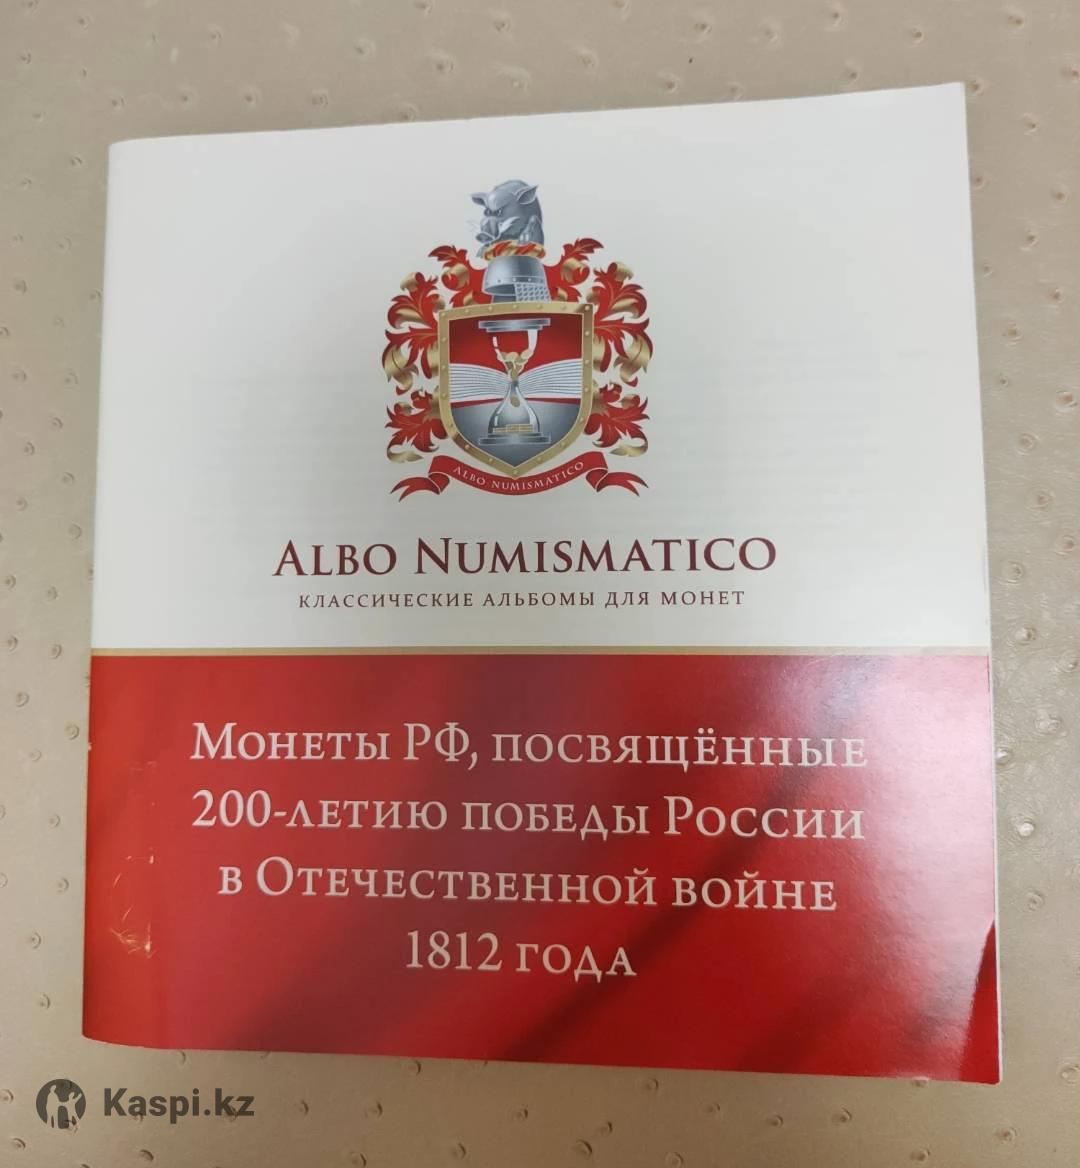 ALBO NUMISMATICO
ALBO NUMISMATICO
КЛАССИЧЕСКИЕ АЛЬБОМЫ ДЛЯ МОНЕТ
МОНЕТЫ РФ, ПОСВЯЩЁННЫЕ
200-ЛЕТИЮ ПОБЕДЫ РОССИИ
В ОТЕЧЕСТВЕННОЙ ВОЙНЕ
1812 ГОДА
Kaspi.kz